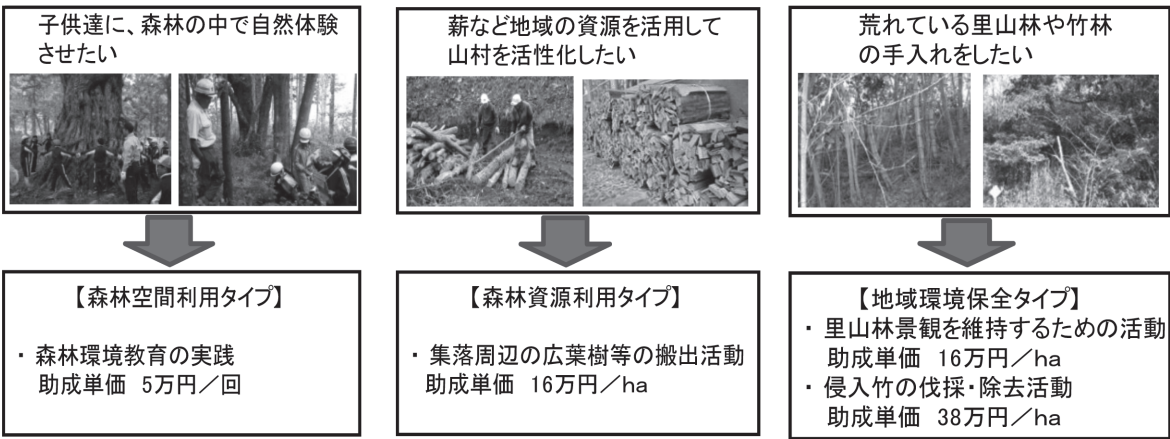 子供達に、森林の中で自然体験
させたい
薪など地域の資源を活用して
山村を活性化したい
荒れている里山林や竹林
の手入れをしたい
【森林空間利用タイプ】
・ 森林環境教育の実践
助成単価 5万円／回
【森林資源利用タイプ】
・ 集落周辺の広葉樹等の搬出活動
助成単価 16万円／ha
【地域環境保全タイプ】
・ 里山林景観を維持するための活動
助成単価 16万円／ha
・ 侵入竹の伐採・除去活動
助成単価 38万円／ha